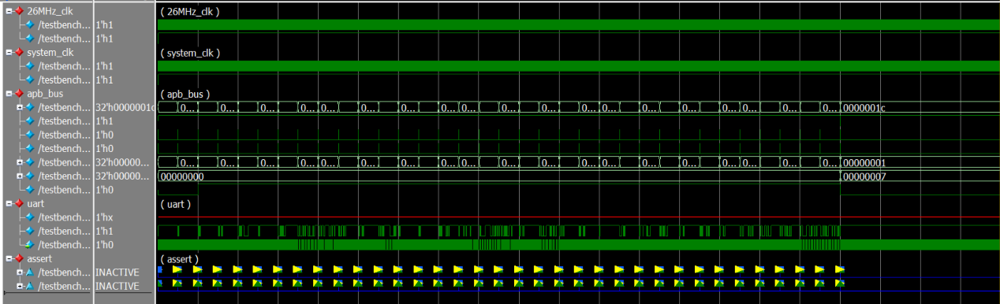 26MHz_clk ( 26MHz_clk )
/testbench... 1'h1
/testbench... 1'h1
system_clk ( system_clk )
/testbench... 1'h1
/testbench... 1'h1
apb_bus ( apb_bus )
/testbench... 32'h0000001c 0... 0... 0... 0... 0... 0... 0... 0... 0... 0... 0... 0... 0... 0... 0... 0... 0... 0... 0... 0000001c
/testbench... 1'h1
/testbench... 1'h0
/testbench... 1'h0
/testbench... 32'h00000... 0... 0... 0... 0... 0... 0... 0... 0... 0... 0... 0... 0... 0... 0... 0... 0... 0... 0... 0... 00000001
/testbench... 32'h00000... 00000000 00000007
/testbench... 1'h0
uart ( uart )
/testbench... 1'hx
/testbench... 1'h1
/testbench... 1'h0
assert ( assert )
/testbench... INACTIVE
/testbench... INACTIVE